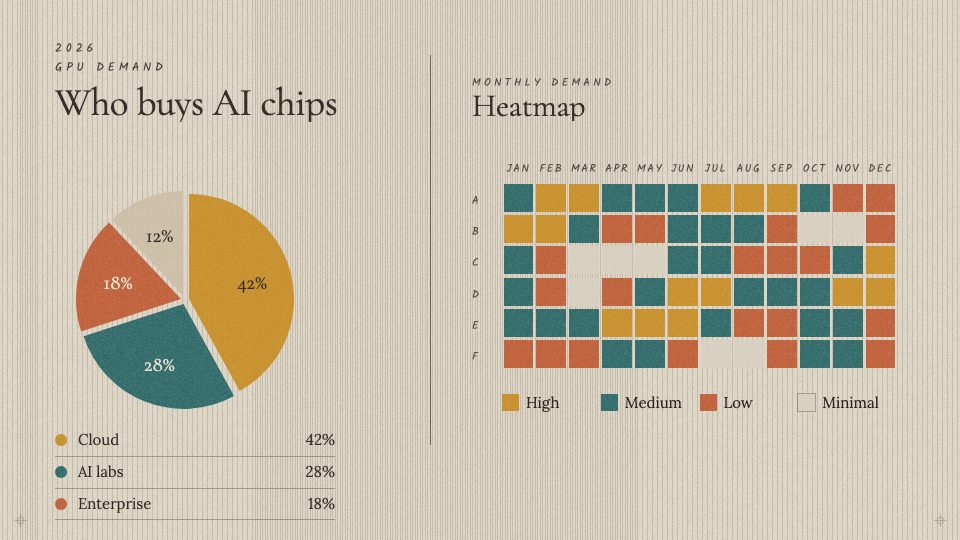 2026
GPU DEMAND
Who buys AI chips
12%
42%
18%
28%
Cloud 42%
AI labs 28%
Enterprise 18%
MONTHLY DEMAND
Heatmap
JAN FEB MAR APR MAY JUN JUL AUG SEP OCT NOV DEC
A
B
C
D
E
F
High Medium Low Minimal